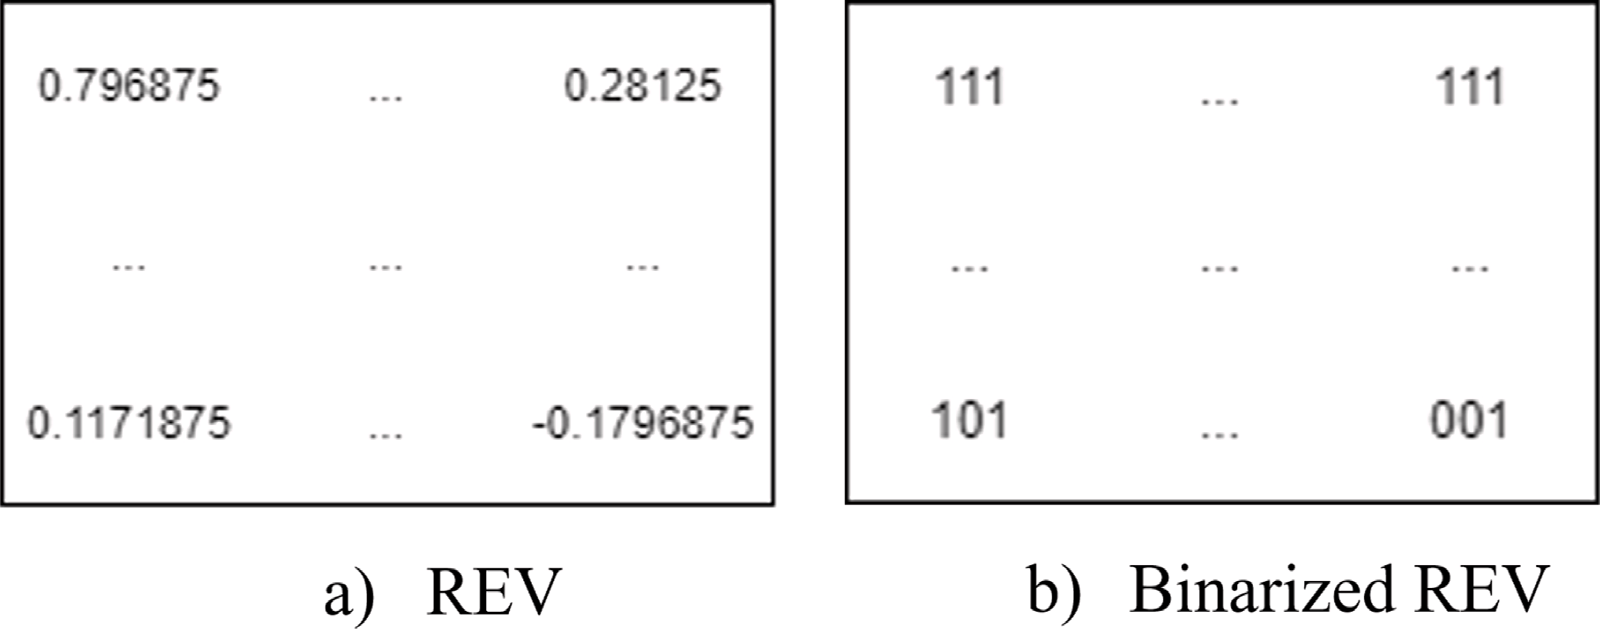 0.796875 ... 0.28125
... ... ...
0.1171875 ... -0.1796875
a) REV
111 ... 111
... ... ...
101 ... 001
b) Binarized REV